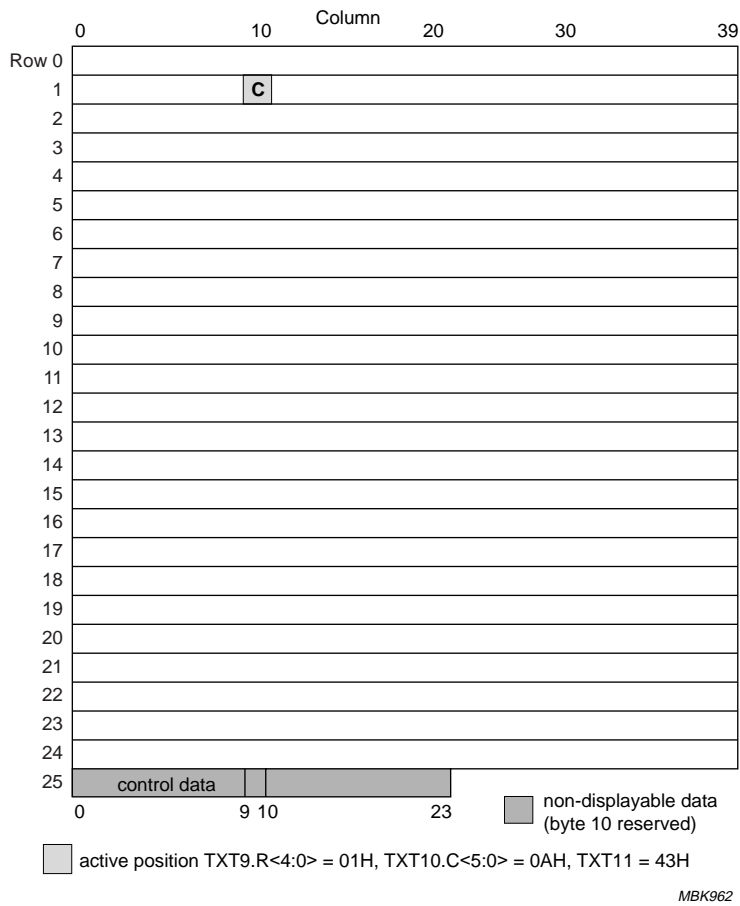 Column
0 10 20 30 39
Row 0
1 C
2
3
4
5
6
7
8
9
10
11
12
13
14
15
16
17
18
19
20
21
22
23
24
25 control data
0 9 10 23
non-displayable data
(byte 10 reserved)
active position TXT9.R<4:0> = 01H, TXT10.C<5:0> = 0AH, TXT11 = 43H
MBK962